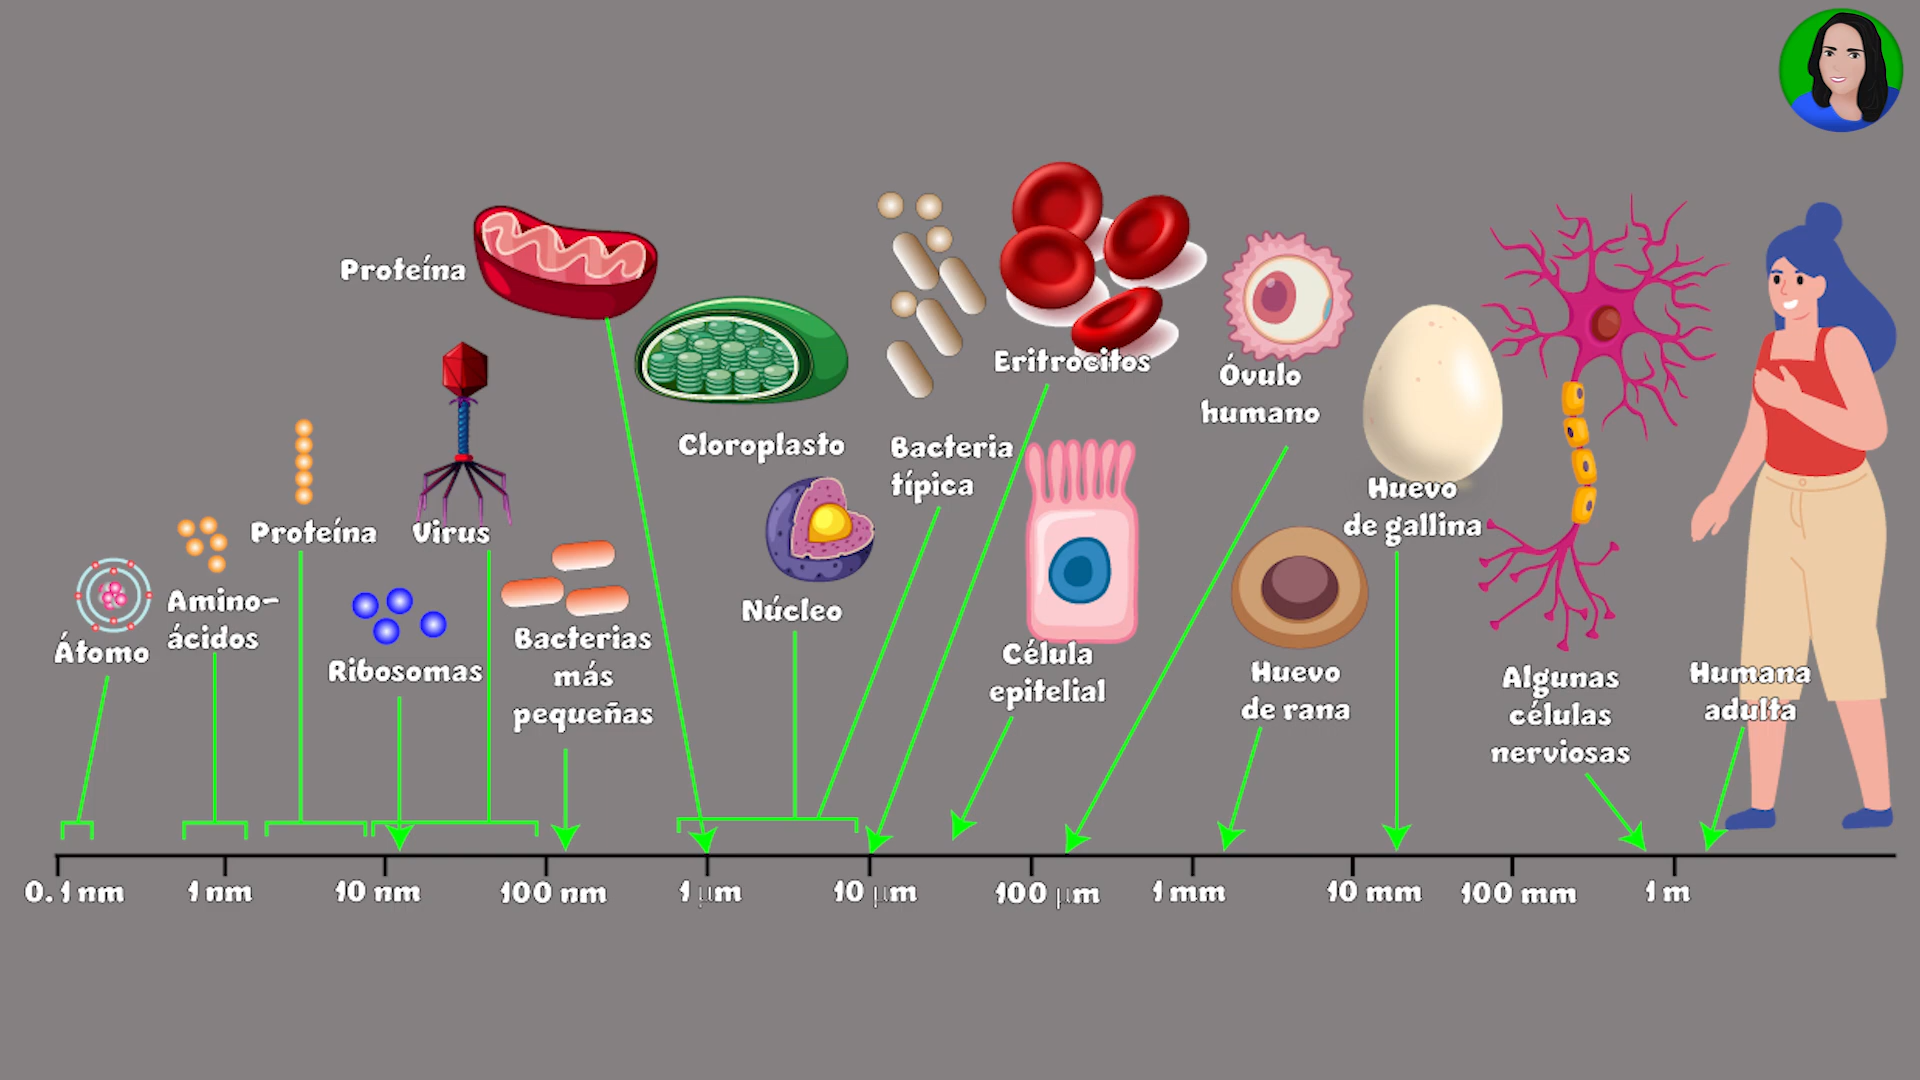 Proteína
Eritrocitos
Óvulo
humano
Cloroplasto
Bacteria
típica
Huevo
de gallina
Proteína
Virus
Átomo
Amino-
ácidos
Ribosomas
Bacterias
más
pequeñas
Núcleo
Célula
epitelial
Huevo
de rana
Algunas
células
nerviosas
Humana
adulta
0.1 nm
1 nm
10 nm
100 nm
1 μm
10 μm
100 μm
1 mm
10 mm
100 mm
1 m